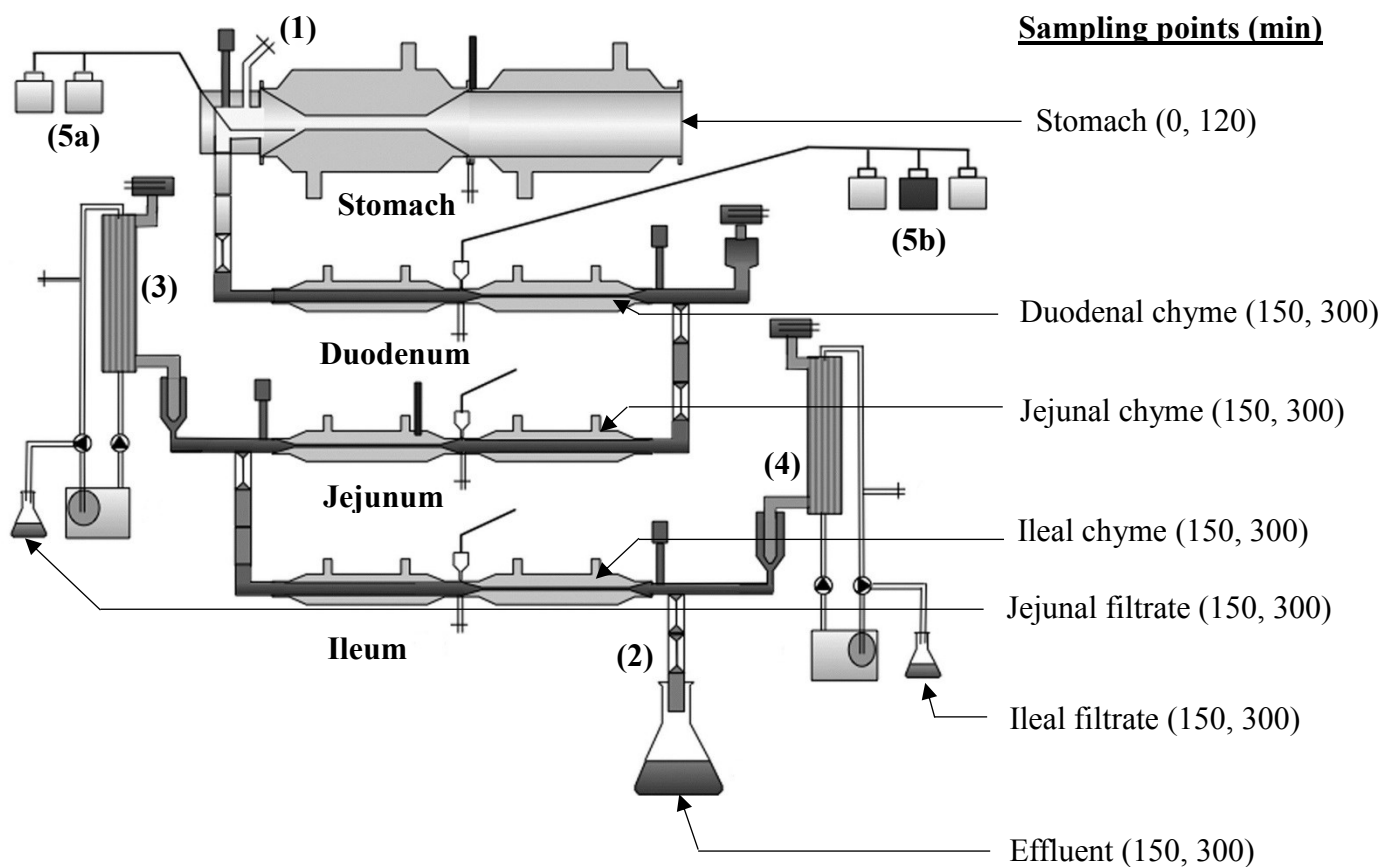 (1)
Sampling points (min)
(5a)
Stomach (0, 120)
Stomach
(5b)
(3)
Duodenal chyme (150, 300)
Duodenum
Jejunal chyme (150, 300)
(4)
Jejunum
Ileal chyme (150, 300)
Jejunal filtrate (150, 300)
Ileum
(2)
Ileal filtrate (150, 300)
Effluent (150, 300)